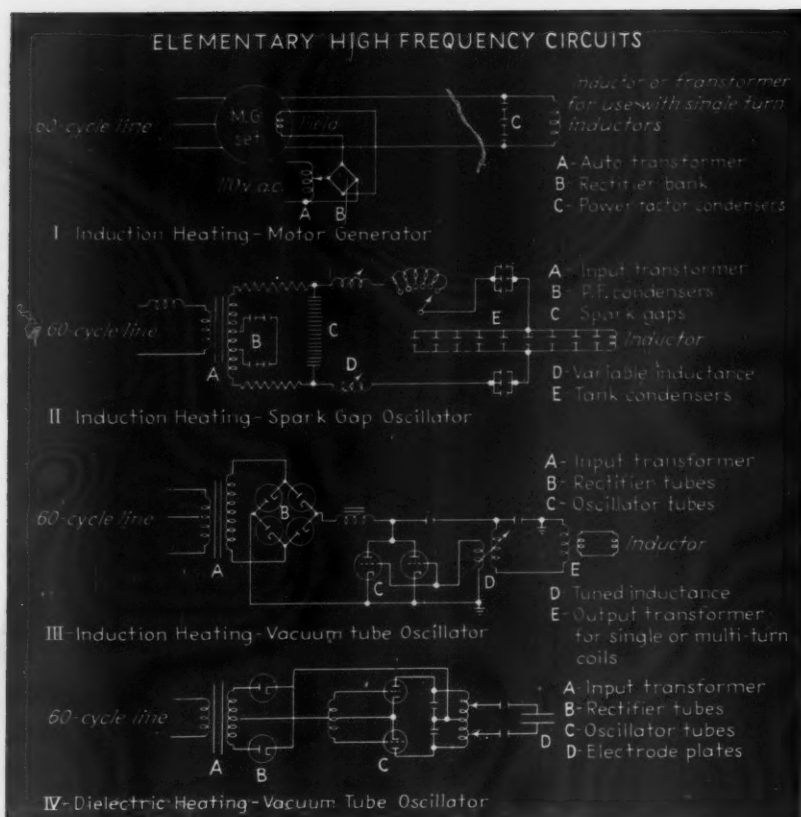 ELEMENTARY HIGH FREQUENCY CIRCUITS
60-cycle line
M.G. set
Field
110 v. a.c.
A
B
C
Inductor or transformer
for use with single turn
inductors
A- Auto transformer
B- Rectifier bank
C- Power factor condensers
I Induction Heating - Motor Generator
60-cycle line
A
B
C
D
E
Inductor
A- Input transformer
B- P.F. condensers
C- Spark gaps
D- Variable inductance
E- Tank condensers
II Induction Heating - Spark Gap Oscillator
60-cycle line
A
B
C
D
E
Inductor
A- Input transformer
B- Rectifier tubes
C- Oscillator tubes
D- Tuned inductance
E- Output transformer
for single or multi-turn
coils
III-Induction Heating-Vacuum tube Oscillator
60-cycle line
A
B
C
D
A-Input transformer
B-Rectifier tubes
C-Oscillator tubes
D-Electrode plates
IV-Dielectric Heating-Vacuum Tube Oscillator